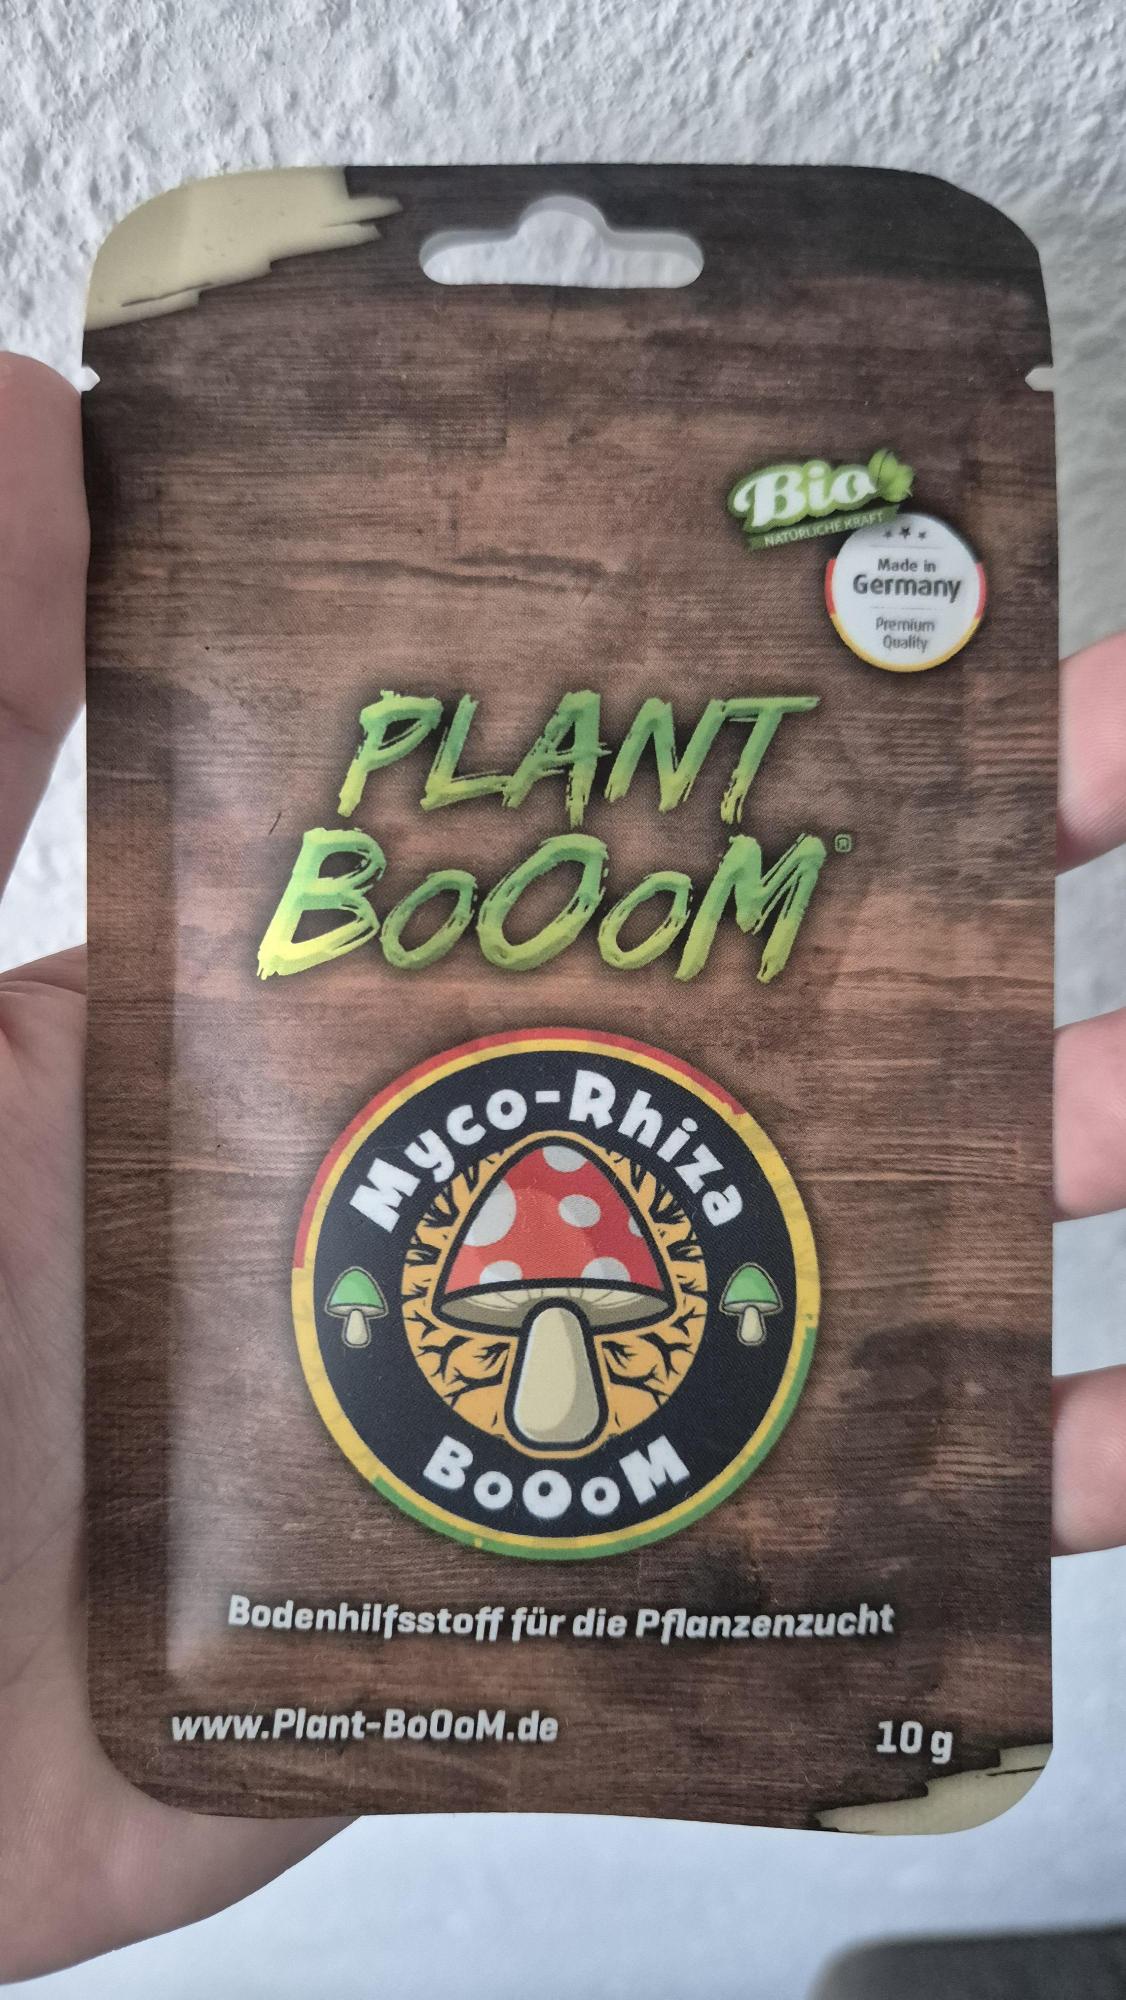 Bio
NATÜRLICHE KRAFT
Made in
Germany
Premium
Quality
PLANT
BoOoM®
Myco-Rhiza
BoOoM
Bodenhilfsstoff für die Pflanzenzucht
www.Plant-BoOoM.de
10 g